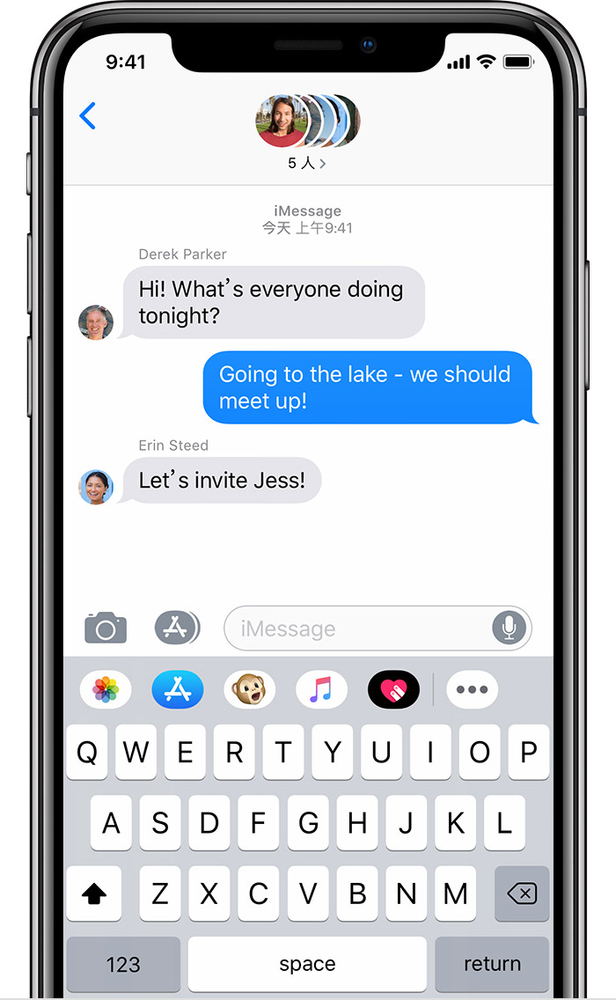 9:41
5 人
iMessage
今天 上午9:41
Derek Parker
Hi! What’s everyone doing
tonight?
Going to the lake - we should
meet up!
Erin Steed
Let’s invite Jess!
iMessage
Q W E R T Y U I O P
A S D F G H J K L
Z X C V B N M
123 space return